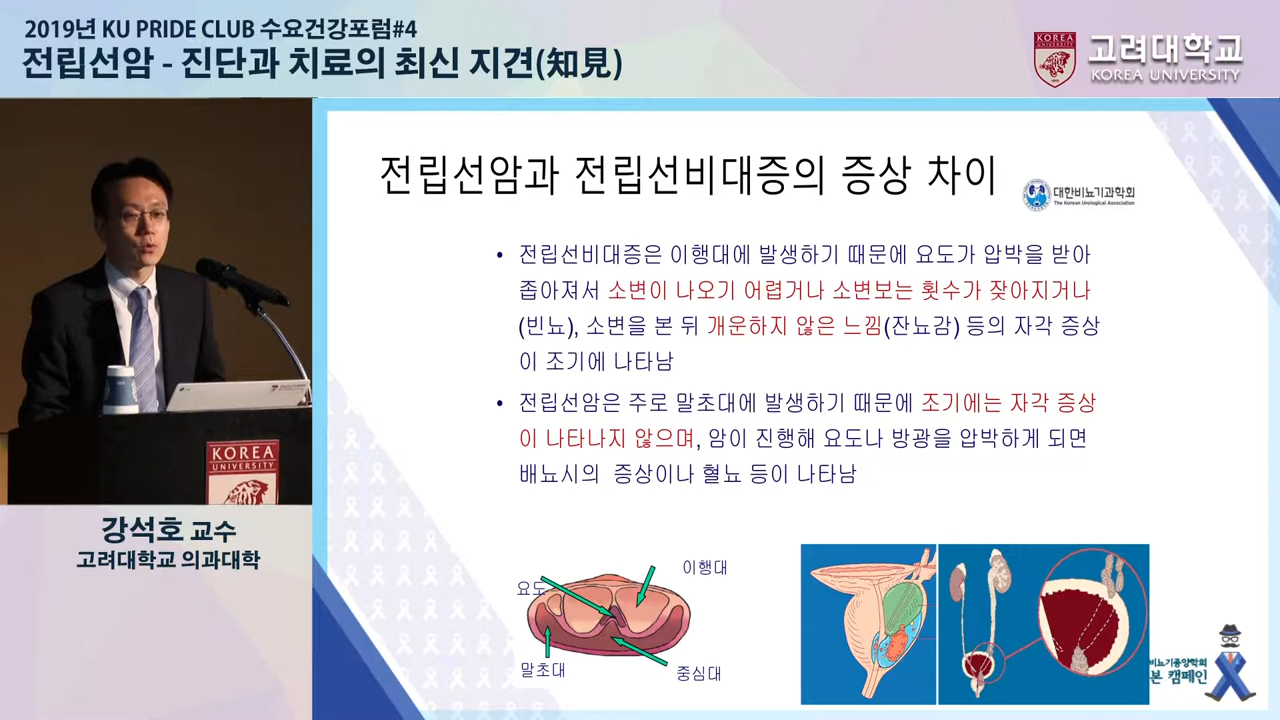 2019년 KU PRIDE CLUB 수요건강포럼#4
전립선암 - 진단과 치료의 최신 지견(知見)
KOREA
UNIVERSITY
고려대학교
KOREA UNIVERSITY
전립선암과 전립선비대증의 증상 차이
대한비뇨기과학회
The Korean Urological Association
• 전립선비대증은 이행대에 발생하기 때문에 요도가 압박을 받아
좁아져서 소변이 나오기 어렵거나 소변보는 횟수가 잦아지거나
(빈뇨), 소변을 본 뒤 개운하지 않은 느낌(잔뇨감) 등의 자각 증상
이 조기에 나타남
• 전립선암은 주로 말초대에 발생하기 때문에 조기에는 자각 증상
이 나타나지 않으며, 암이 진행해 요도나 방광을 압박하게 되면
배뇨시의 증상이나 혈뇨 등이 나타남
요도
이행대
말초대
중심대
비뇨기종양학회
본 캠페인
KOREA
UNIVERSITY
강석호 교수
고려대학교 의과대학